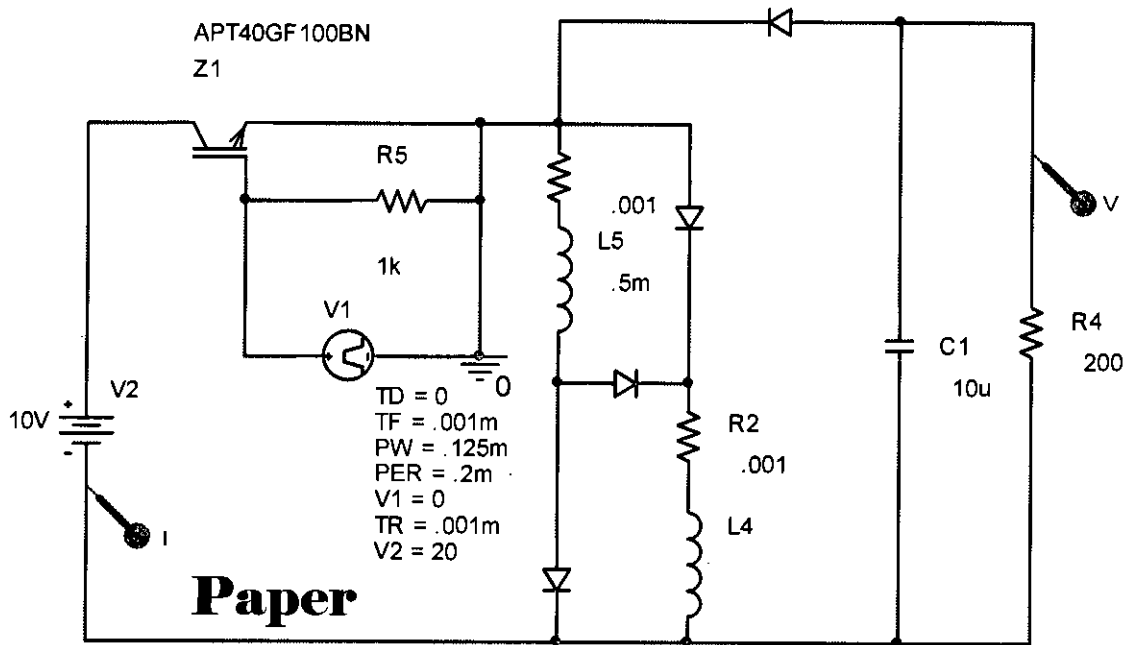 APT40GF100BN
Z1
R5
1k
V1
.001
L5
.5m
V
V2
10V
+
-
0
TD = 0
TF = .001m
PW = .125m
PER = .2m
V1 = 0
TR = .001m
V2 = 20
R2
.001
L4
C1
10u
R4
200
I
Paper